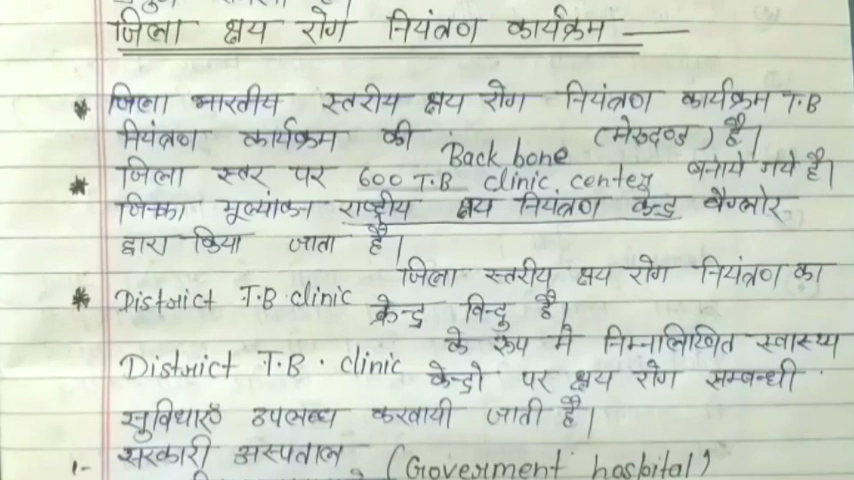 जिला क्षय रोग नियंत्रण कार्यक्रम —
* जिला भारतीय स्तरीय क्षय रोग नियंत्रण कार्यक्रम T.B
नियंत्रण कार्यक्रम की Back bone (मेरुदण्ड) है।
* जिला स्तर पर 600 T.B clinic center बनाये गये है।
जिनका मूल्यांकन राष्ट्रीय क्षय नियंत्रण केन्द्र बैंग्लोर
द्वारा किया जाता है।
* District T.B. clinic जिला स्तरीय क्षय रोग नियंत्रण का
केन्द्र बिन्दु है।
District T.B. clinic के रूप में निम्नलिखित स्वास्थ्य
केन्द्रो पर क्षय रोग सम्बन्धी
सुविधाएँ उपलब्ध करवायी जाती है।
1.- सरकारी अस्पताल (Goverment hospital)